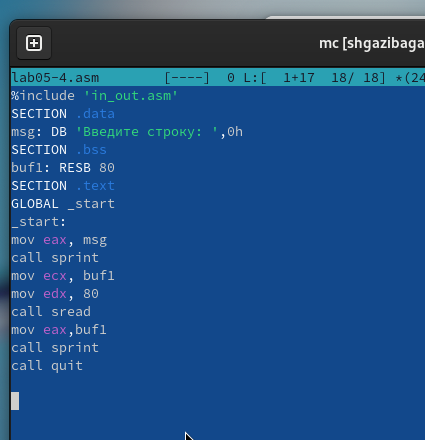 mc [shgazibaga
lab05-4.asm [----] 0 L:[ 1+17 18/ 18] *(24
%include 'in_out.asm'
SECTION .data
msg: DB 'Введите строку: ',0h
SECTION .bss
buf1: RESB 80
SECTION .text
GLOBAL _start
_start:
mov eax, msg
call sprint
mov ecx, buf1
mov edx, 80
call sread
mov eax,buf1
call sprint
call quit